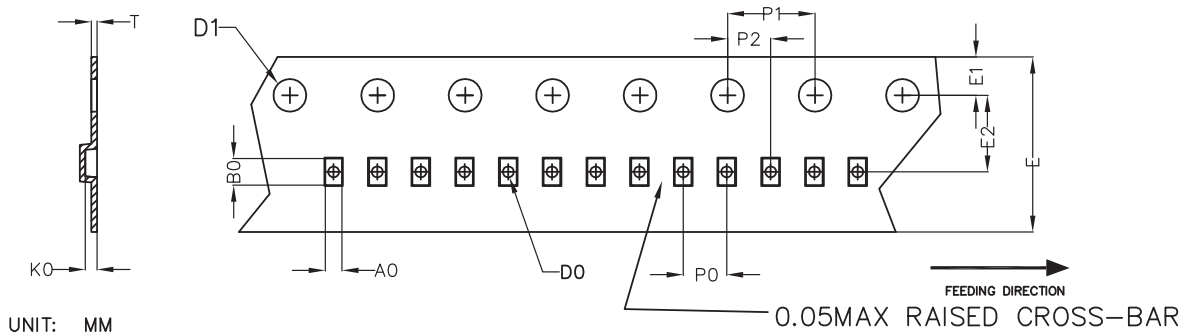 T
D1
P1
P2
E1
E2
E
B0
K0
A0
D0
P0
FEEDING DIRECTION
0.05MAX RAISED CROSS-BAR
UNIT: MM